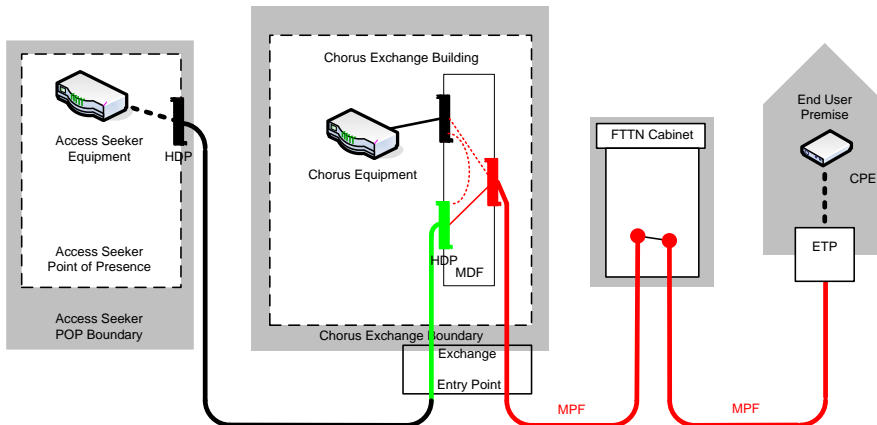 Access Seeker
Equipment
HDP
Access Seeker
Point of Presence
Access Seeker
POP Boundary
Chorus Exchange Building
Chorus Equipment
HDP
MDF
Chorus Exchange Boundary
Exchange
Entry Point
MPF
FTTN Cabinet
MPF
End User
Premise
CPE
ETP